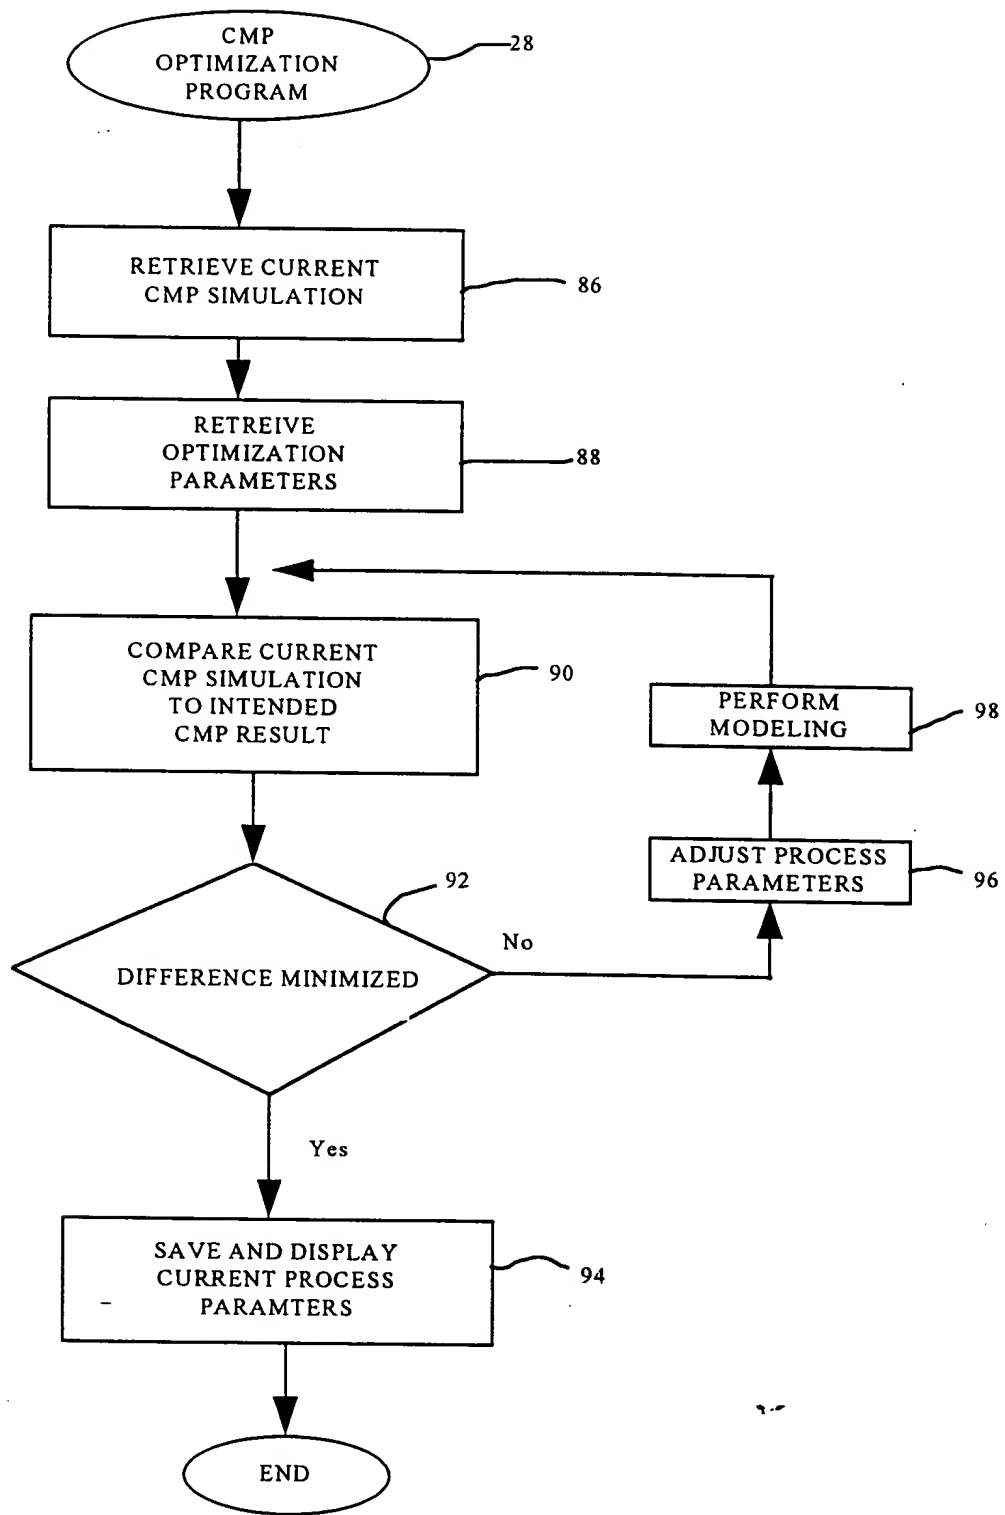 CMP
OPTIMIZATION
PROGRAM
28
RETRIEVE CURRENT
CMP SIMULATION
86
RETREIVE
OPTIMIZATION
PARAMETERS
88
COMPARE CURRENT
CMP SIMULATION
TO INTENDED
CMP RESULT
90
PERFORM
MODELING
98
ADJUST PROCESS
PARAMETERS
96
92
No
DIFFERENCE MINIMIZED
Yes
SAVE AND DISPLAY
CURRENT PROCESS
PARAMTERS
94
END